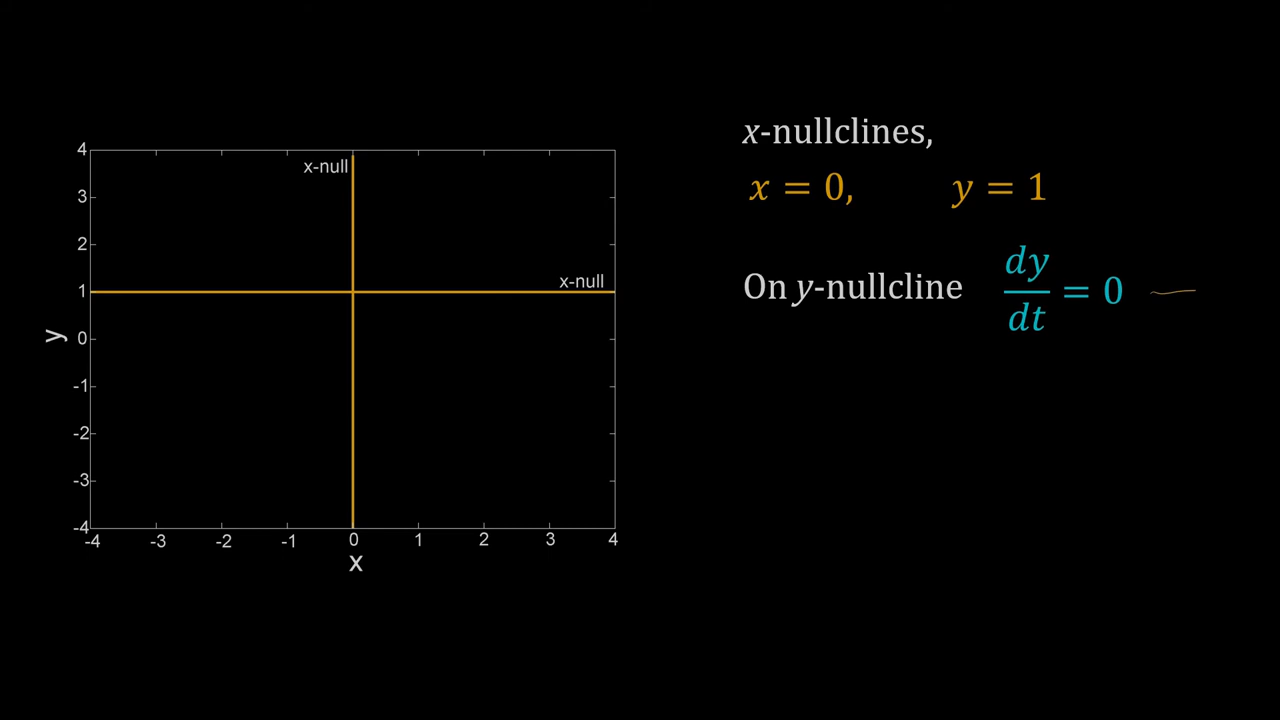 x-nullclines,
x = 0, y = 1
On y-nullcline dy/dt = 0
x-null
x-null
y
4
3
2
1
0
-1
-2
-3
-4
-4 -3 -2 -1 0 1 2 3 4
x